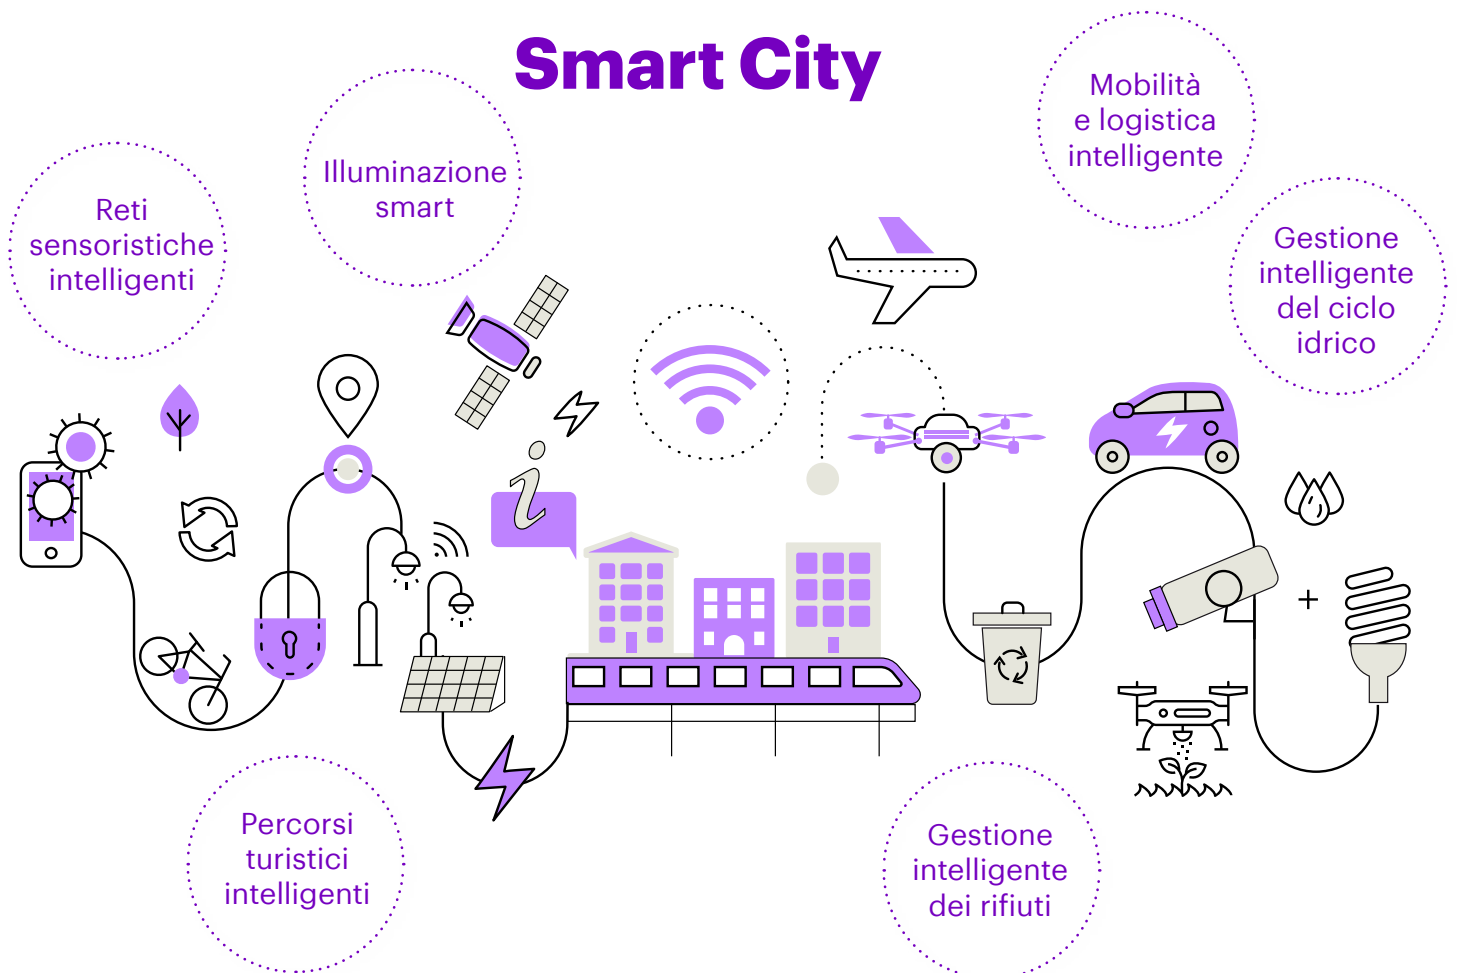 Smart City
Reti
sensoristiche
intelligenti
Illuminazione
smart
Mobilità
e logistica
intelligente
Gestione
intelligente
del ciclo
idrico
i
+
Percorsi
turistici
intelligenti
Gestione
intelligente
dei rifiuti